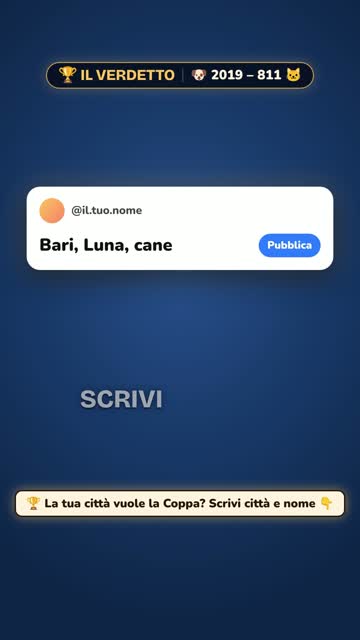 🏆 IL VERDETTO | 🐶 2019 – 811 🐱
@il.tuo.nome
Bari, Luna, cane
Pubblica
SCRIVI
🏆 La tua città vuole la Coppa? Scrivi città e nome 👇